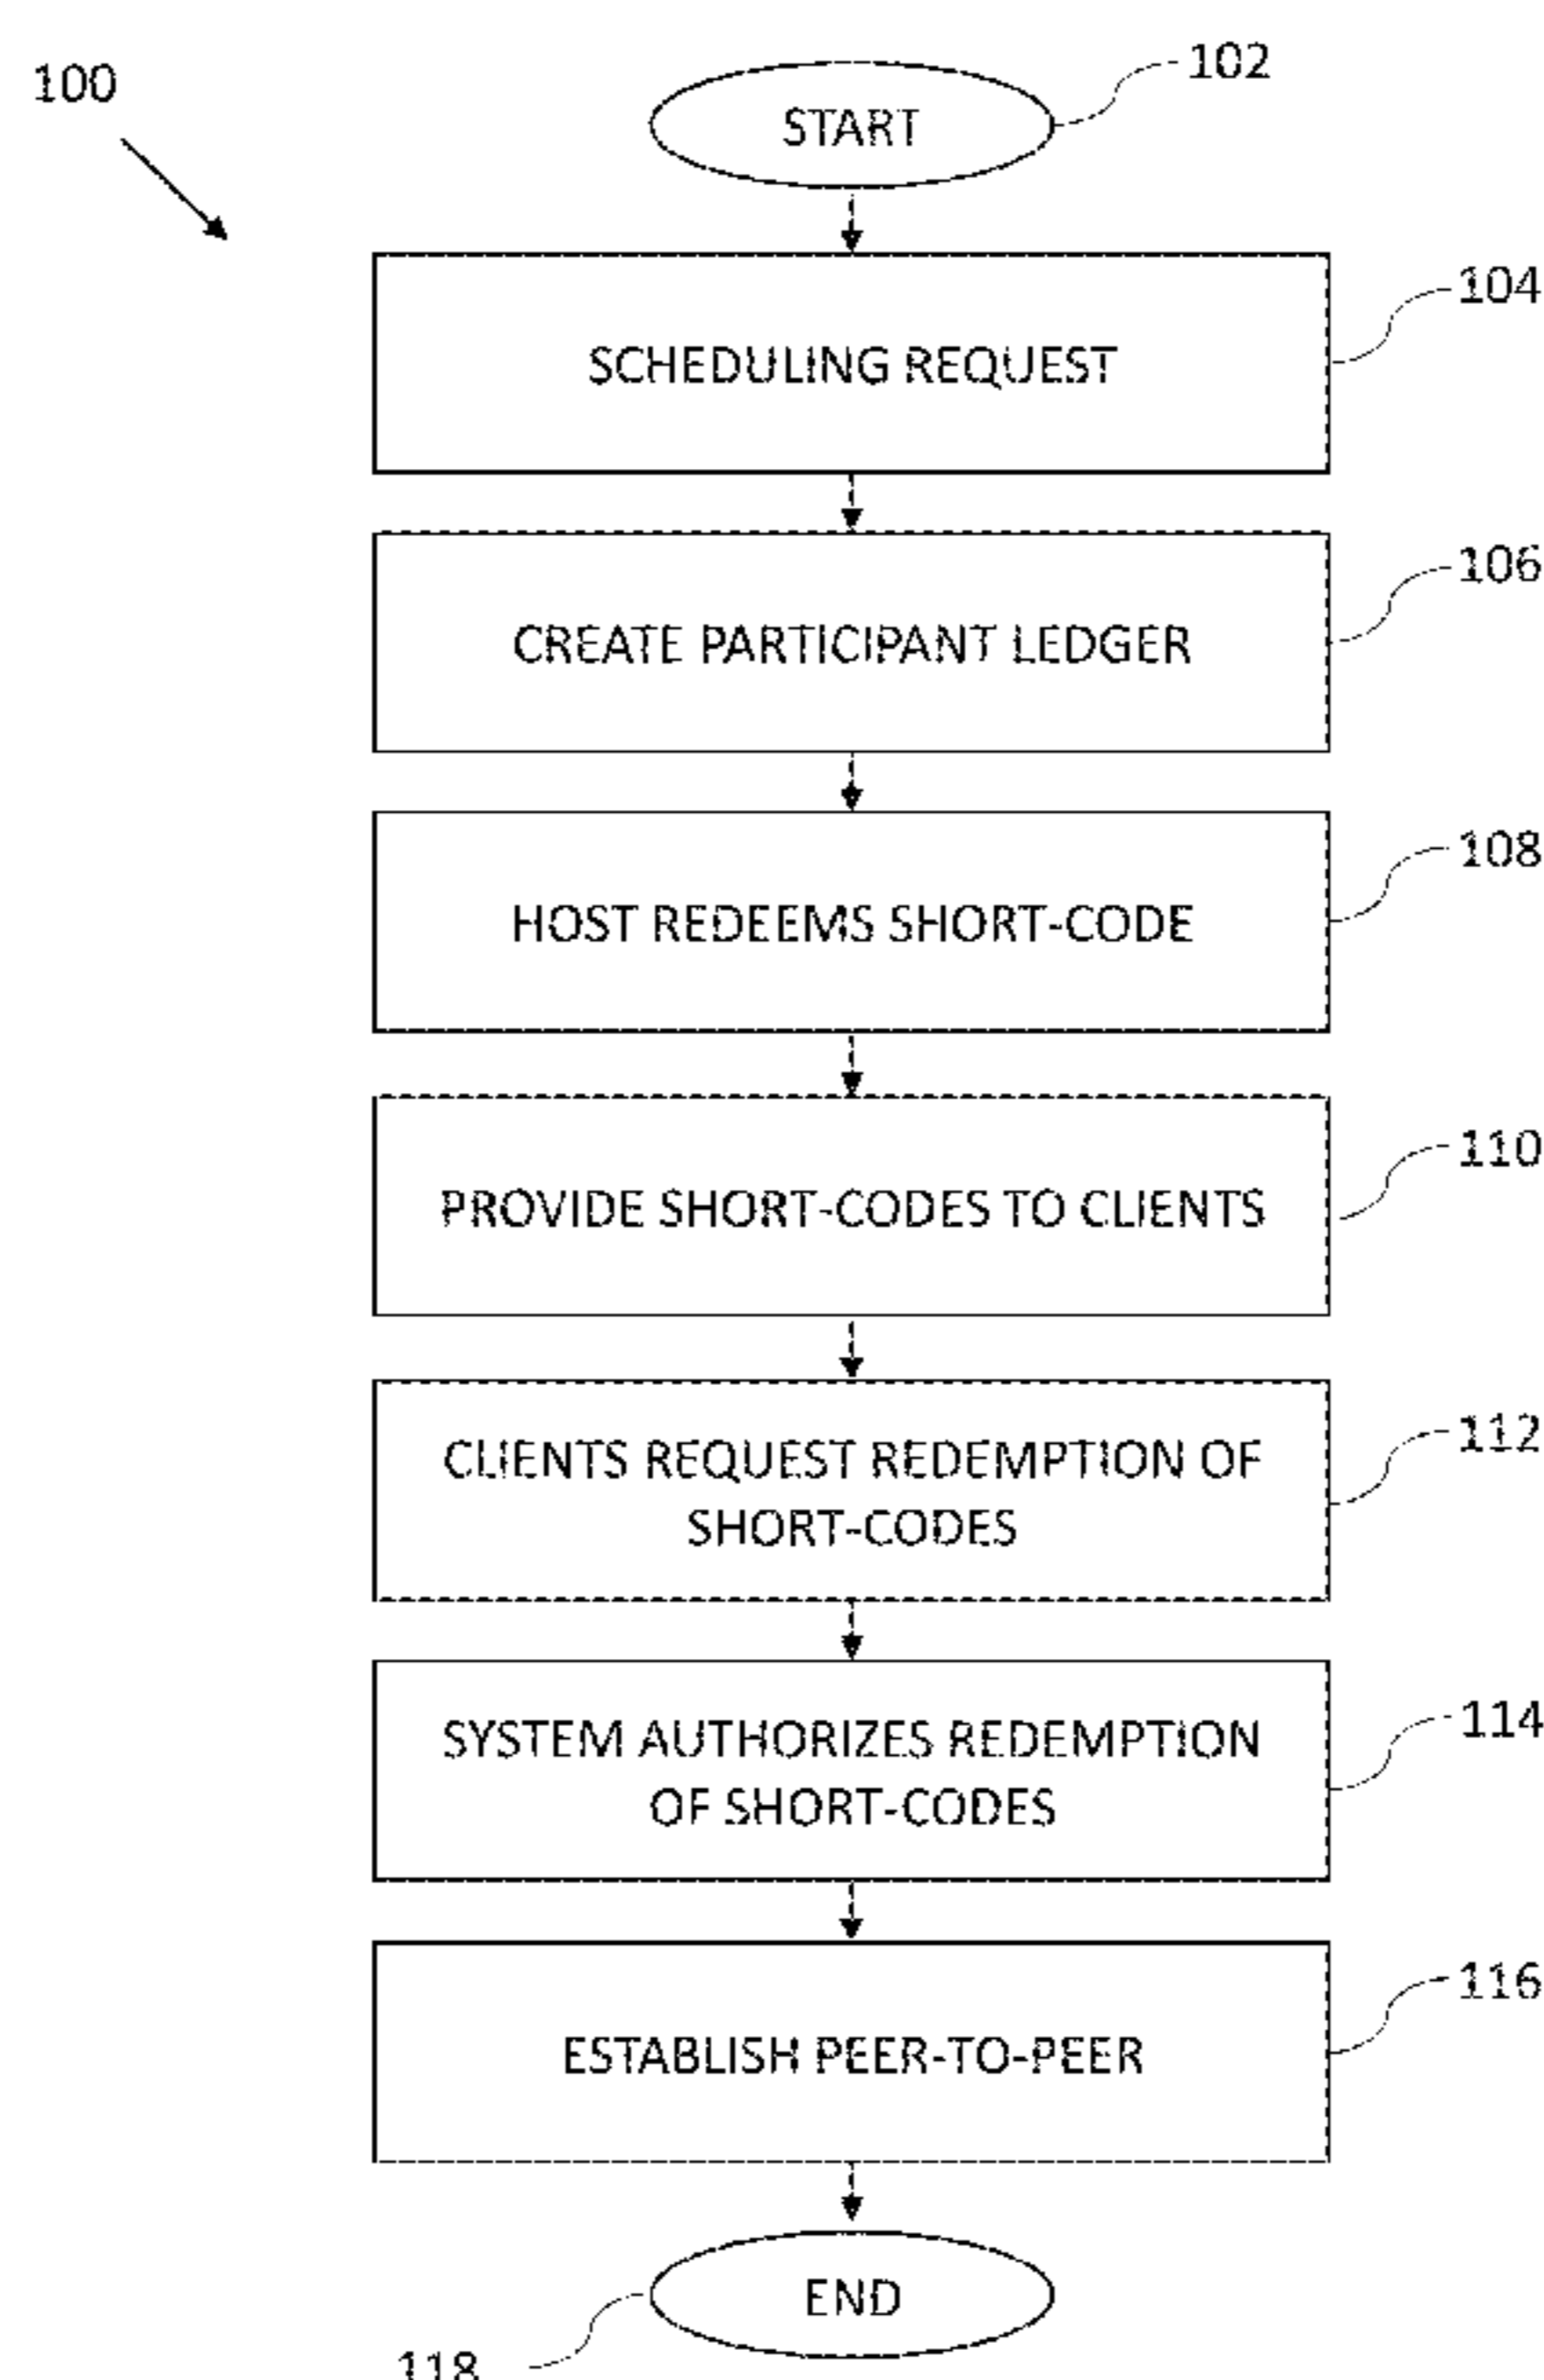 100
START
102
SCHEDULING REQUEST
104
CREATE PARTICIPANT LEDGER
106
HOST REDEEMS SHORT-CODE
108
PROVIDE SHORT-CODES TO CLIENTS
110
CLIENTS REQUEST REDEMPTION OF
SHORT-CODES
112
SYSTEM AUTHORIZES REDEMPTION
OF SHORT-CODES
114
ESTABLISH PEER-TO-PEER
116
END
118